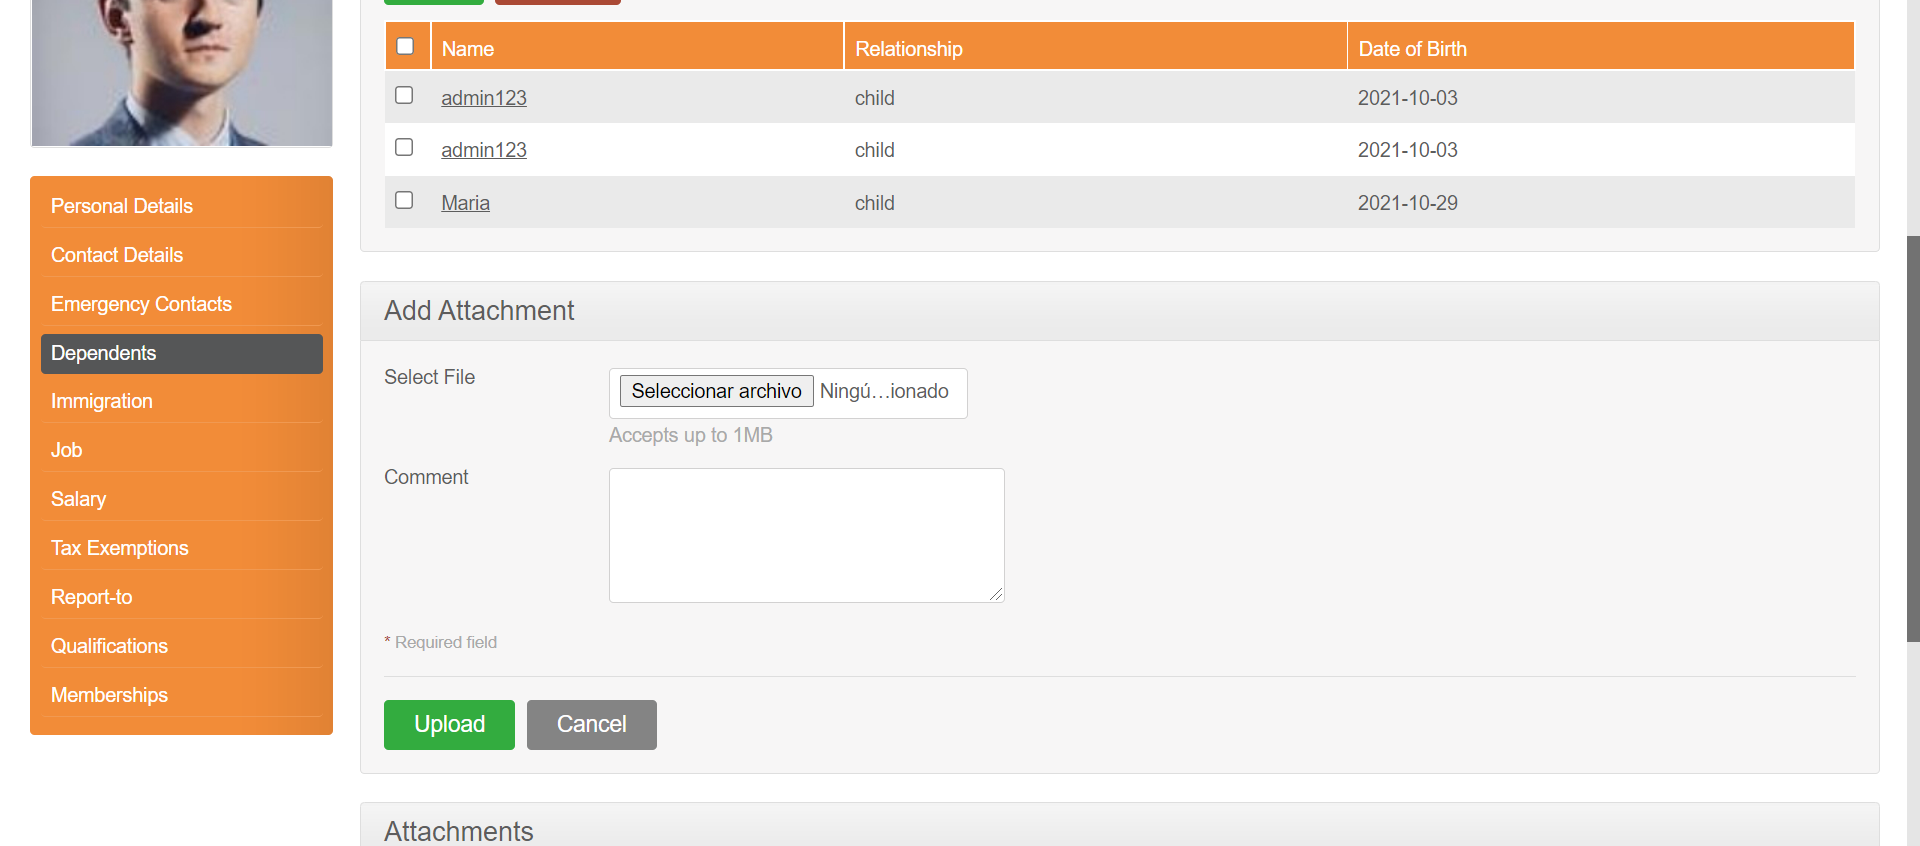 Name Relationship Date of Birth
admin123 child 2021-10-03
admin123 child 2021-10-03
Maria child 2021-10-29
Personal Details
Contact Details
Emergency Contacts
Dependents
Immigration
Job
Salary
Tax Exemptions
Report-to
Qualifications
Memberships
Add Attachment
Select File
Seleccionar archivo Ningú…ionado
Accepts up to 1MB
Comment
* Required field
Upload Cancel
Attachments